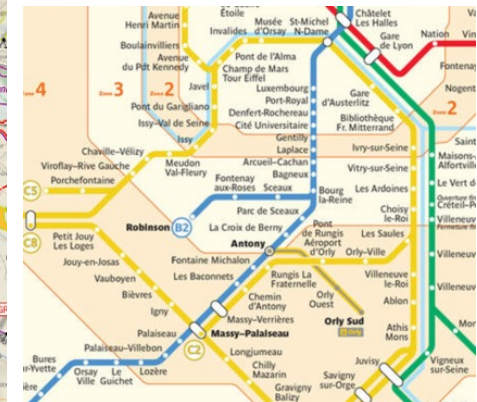 Avenue
Henri Martin
Étoile
Musée
d'Orsay
St-Michel
N-Dame
Châtelet
Les Halles
Invalides
Gare
de Lyon
Nation
Boulainvilliers
Pont de l'Alma
Avenue
du Pdt Kennedy
Champ de Mars
Tour Eiffel
Fontenay
4
Zone 3
Zone 2
Javel
Luxembourg
Port-Royal
Gare
d'Austerlitz
Nogent
Pont du Garigliano
Denfert-Rochereau
Zone 2
Issy-Val de Seine
Cité Universitaire
Bibliothèque
Fr. Mitterrand
Gentilly
Issy
Laplace
Ivry-sur-Seine
Chaville-Vélizy
Arcueil-Cachan
Maisons-
Alfortville
Viroflay-Rive Gauche
Meudon
Val-Fleury
Bagneux
Vitry-sur-Seine
Porchefontaine
Fontenay
aux-Roses
Sceaux
Le Vert de
C5
Bourg
la-Reine
Les Ardoines
Parc de Sceaux
Choisy
le-Roi
Créteil-P
Robinson
B2
La Croix de Berny
Pont
de Rungis
Aéroport
d'Orly
Les Saules
Villeneuv
C8
Petit Jouy
Les Loges
Antony
Orly-Ville
Fontaine Michalon
Jouy-en-Josas
Rungis La
Fraternelle
Villeneuve
le-Roi
Villeneuv
Vauboyen
Les Baconnets
Orly
Ouest
Ablon
Bièvres
Chemin
d'Antony
Igny
Massy-Verrières
Orly Sud
Orly
Athis
Mons
Palaiseau
Massy-Palaiseau
Palaiseau-Villebon
C2
Longjumeau
Juvisy
Vigneux
sur-Seine
Bures
r-Yvette
Orsay
Ville
Le
Guichet
Lozère
Chilly
Mazarin
Savigny
sur-Orge
Gravigny
Balizy